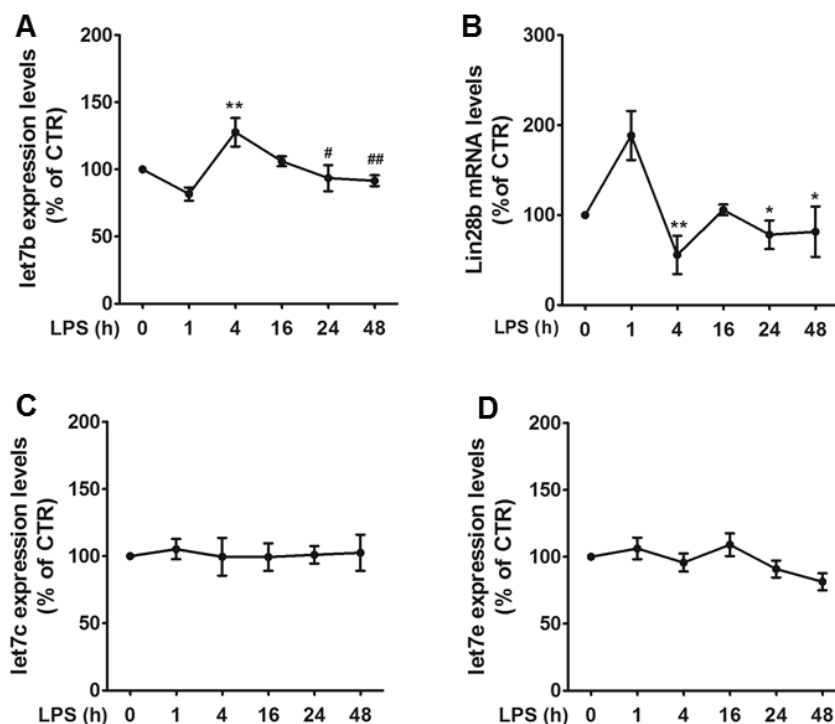 A
let7b expression levels
(% of CTR)
200
150
100
50
0
**
#
##
LPS (h) 0 1 4 16 24 48
B
Lin28b mRNA levels
(%of CTR)
300
200
100
0
**
*
*
LPS (h) 0 1 4 16 24 48
C
let7c expression levels
(% of CTR)
200
150
100
50
0
LPS (h) 0 1 4 16 24 48
D
let7e expression levels
(% of CTR)
200
150
100
50
0
LPS (h) 0 1 4 16 24 48